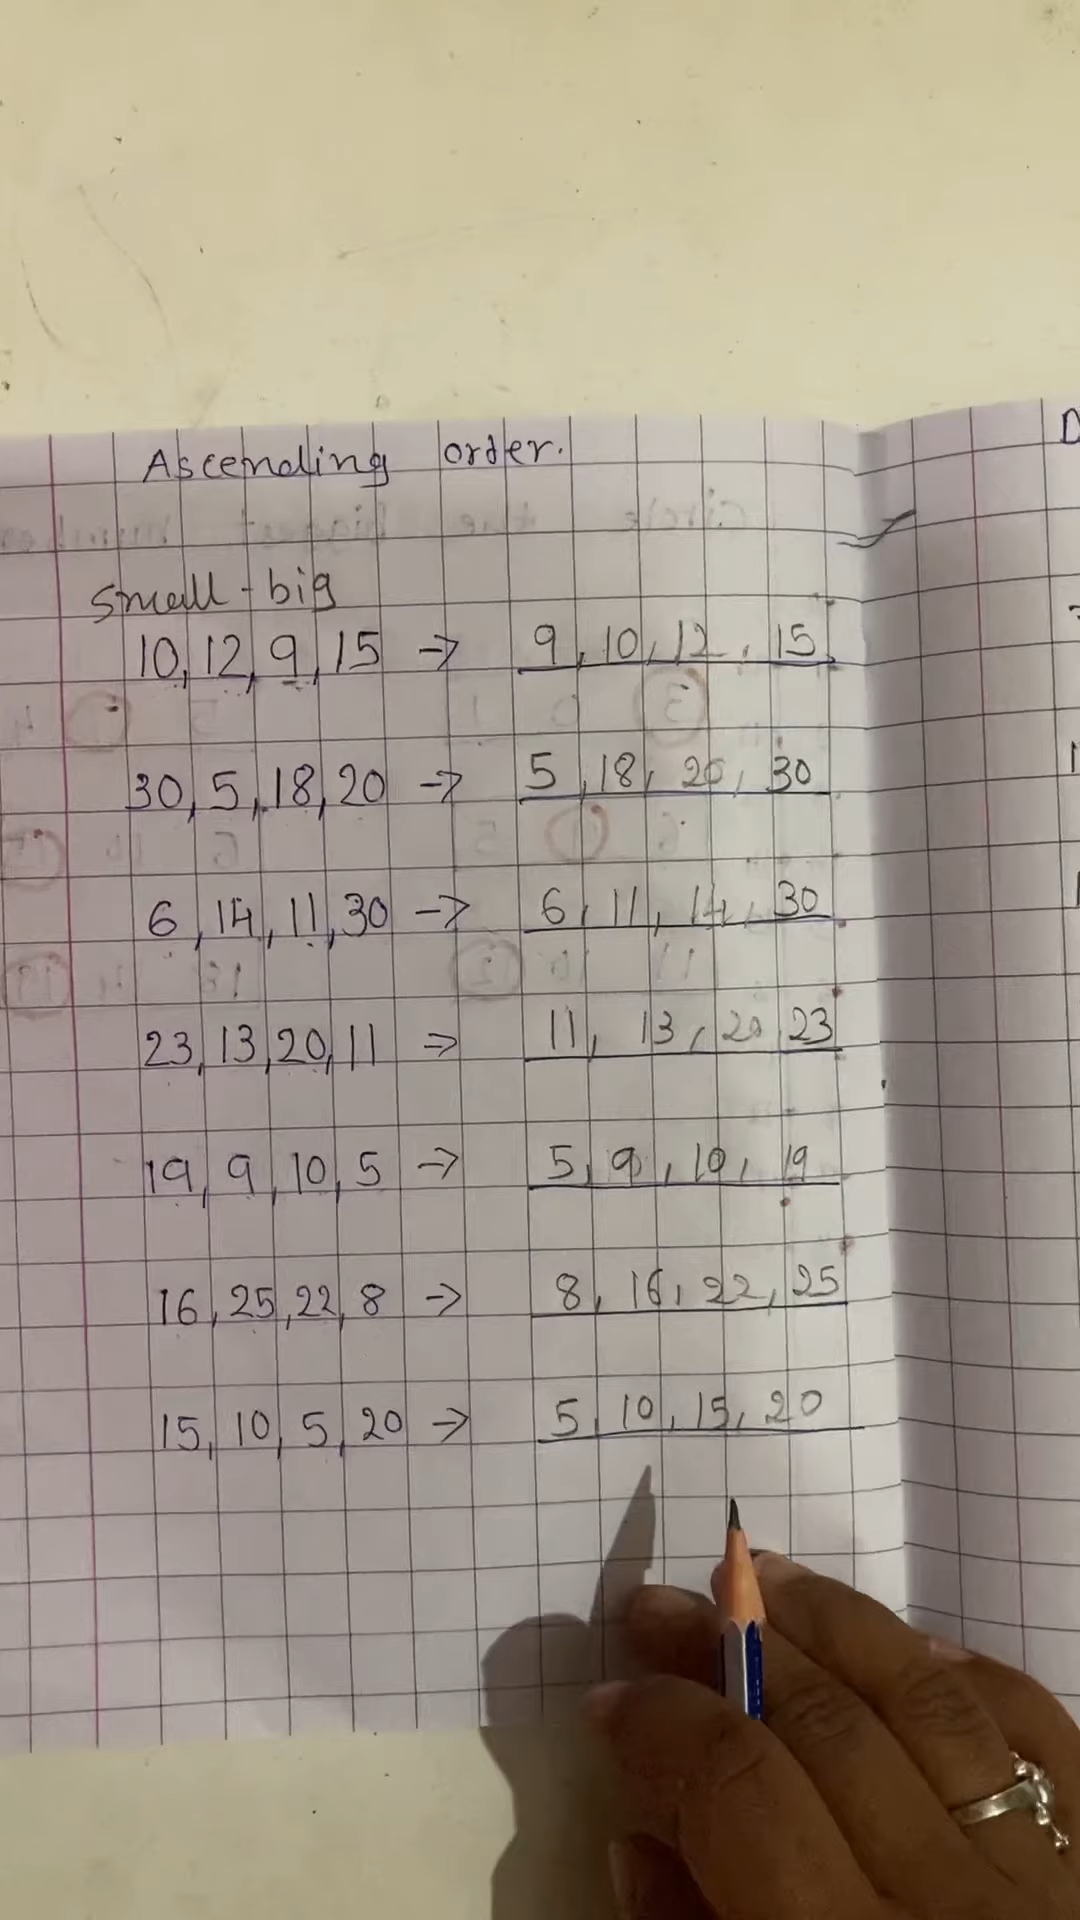 Ascending order.
small - big
10, 12, 9, 15 → 9, 10, 12, 15
30, 5, 18, 20 → 5, 18, 20, 30
6, 14, 11, 30 → 6, 11, 14, 30
23, 13, 20, 11 → 11, 13, 20 23
19, 9, 10, 5 → 5, 9, 10, 19
16, 25, 22, 8 → 8, 16, 22, 25
15, 10, 5, 20 → 5, 10, 15, 20